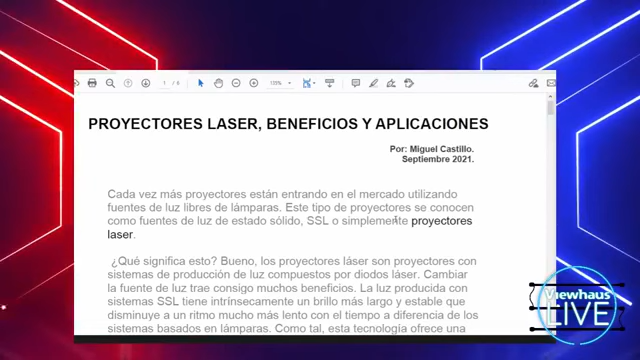 1 / 6
135%
PROYECTORES LASER, BENEFICIOS Y APLICACIONES
Por: Miguel Castillo.
Septiembre 2021.
Cada vez más proyectores están entrando en el mercado utilizando
fuentes de luz libres de lámparas. Este tipo de proyectores se conocen
como fuentes de luz de estado sólido, SSL o simplemente proyectores
laser.
¿Qué significa esto? Bueno, los proyectores láser son proyectores con
sistemas de producción de luz compuestos por diodos láser. Cambiar
la fuente de luz trae consigo muchos beneficios. La luz producida con
sistemas SSL tiene intrínsecamente un brillo más largo y estable que
disminuye a un ritmo mucho más lento con el tiempo a diferencia de los
sistemas basados en lámparas. Como tal, esta tecnología ofrece una
Viewhaus
LIVE